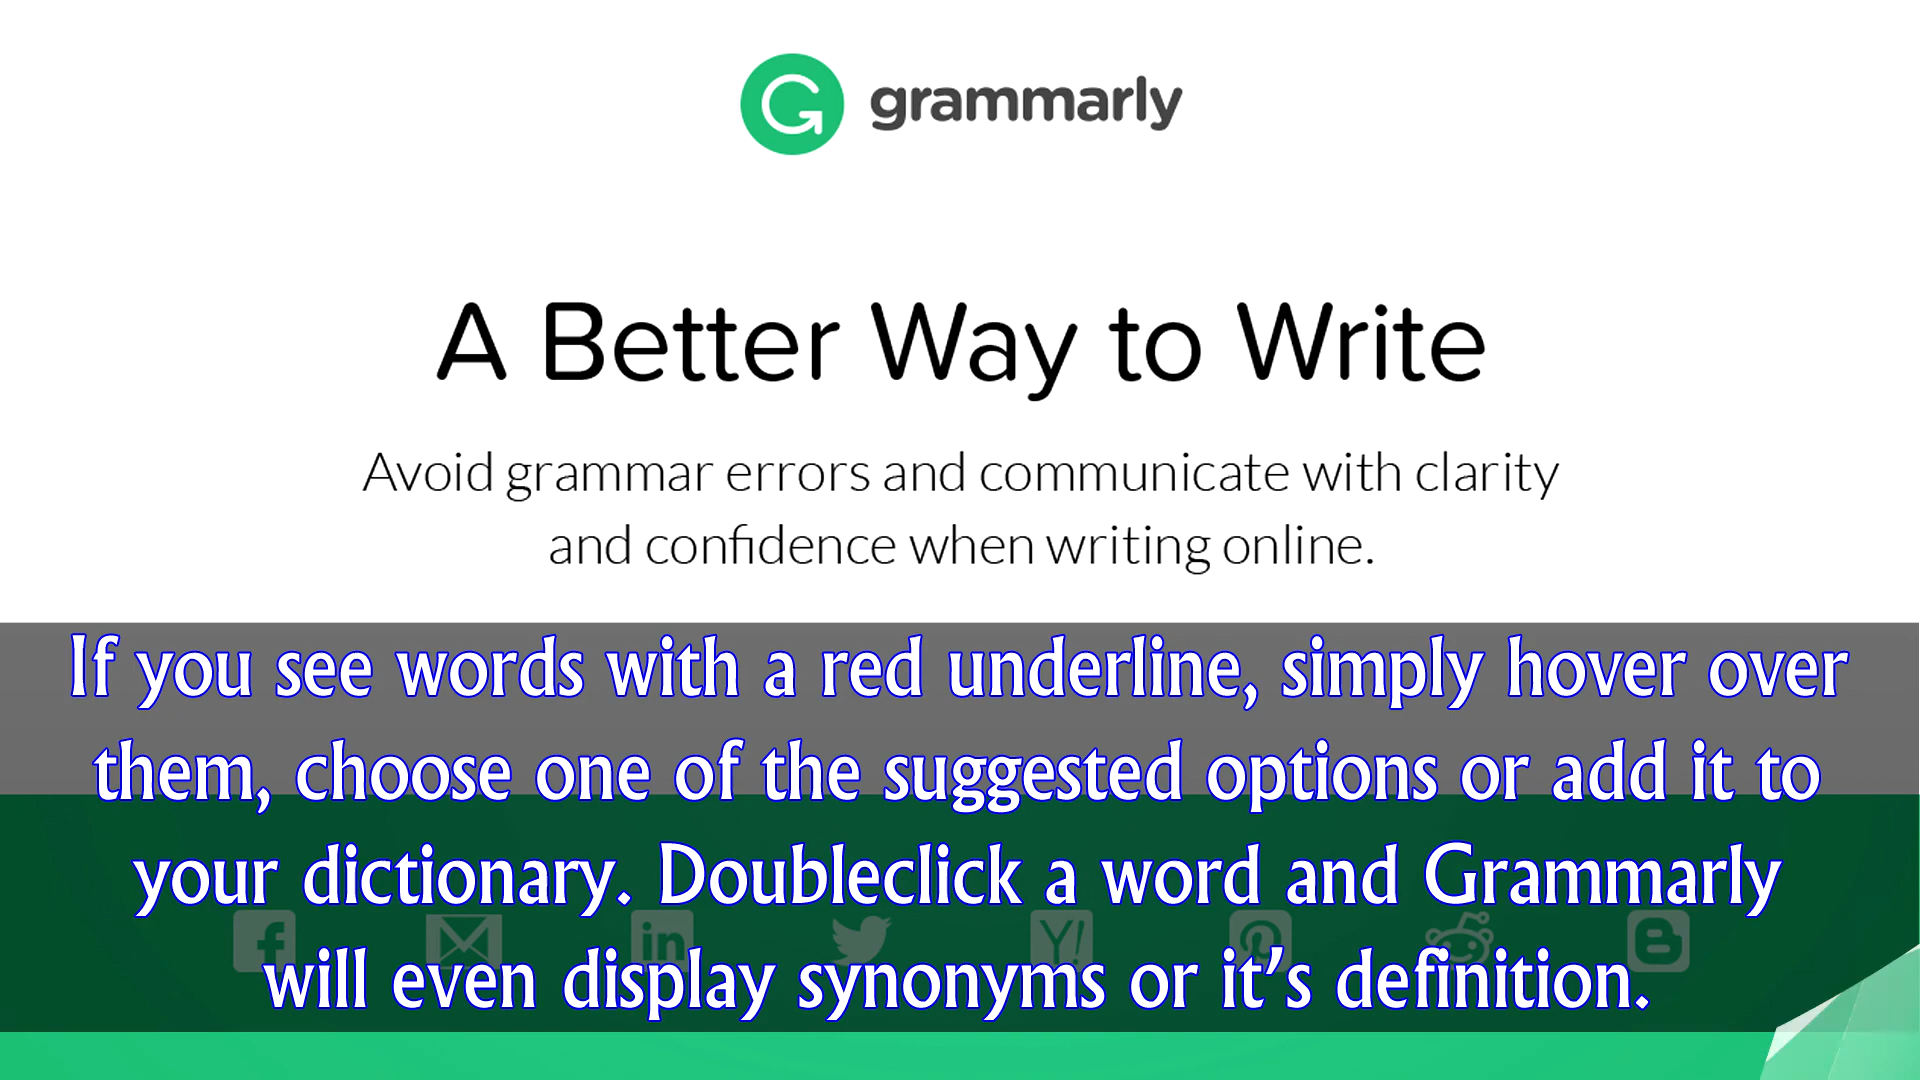 grammarly
A Better Way to Write
Avoid grammar errors and communicate with clarity
and confidence when writing online.
If you see words with a red underline, simply hover over
them, choose one of the suggested options or add it to
your dictionary. Doubleclick a word and Grammarly
will even display synonyms or it's definition.